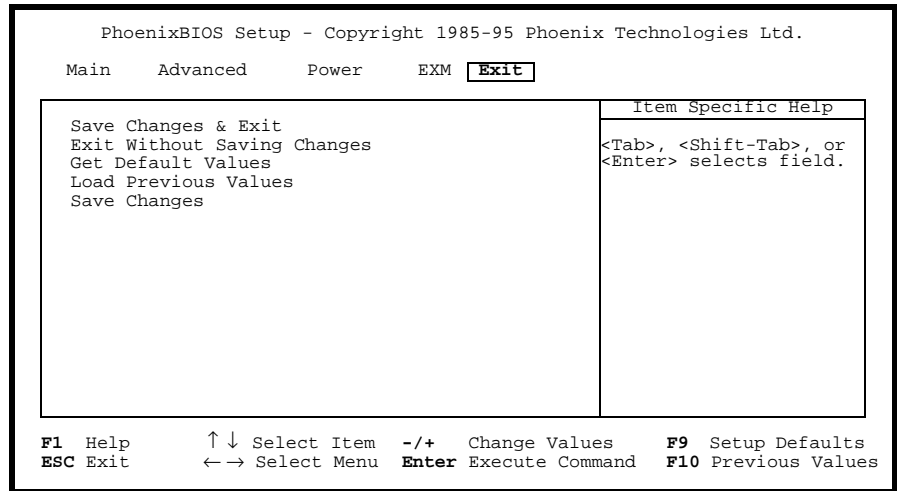 PhoenixBIOS Setup - Copyright 1985-95 Phoenix Technologies Ltd.
Main Advanced Power EXM Exit
Save Changes & Exit
Exit Without Saving Changes
Get Default Values
Load Previous Values
Save Changes
Item Specific Help
<Tab>, <Shift-Tab>, or
<Enter> selects field.
F1 Help ↑↓ Select Item -/+ Change Values F9 Setup Defaults
ESC Exit ←→ Select Menu Enter Execute Command F10 Previous Values